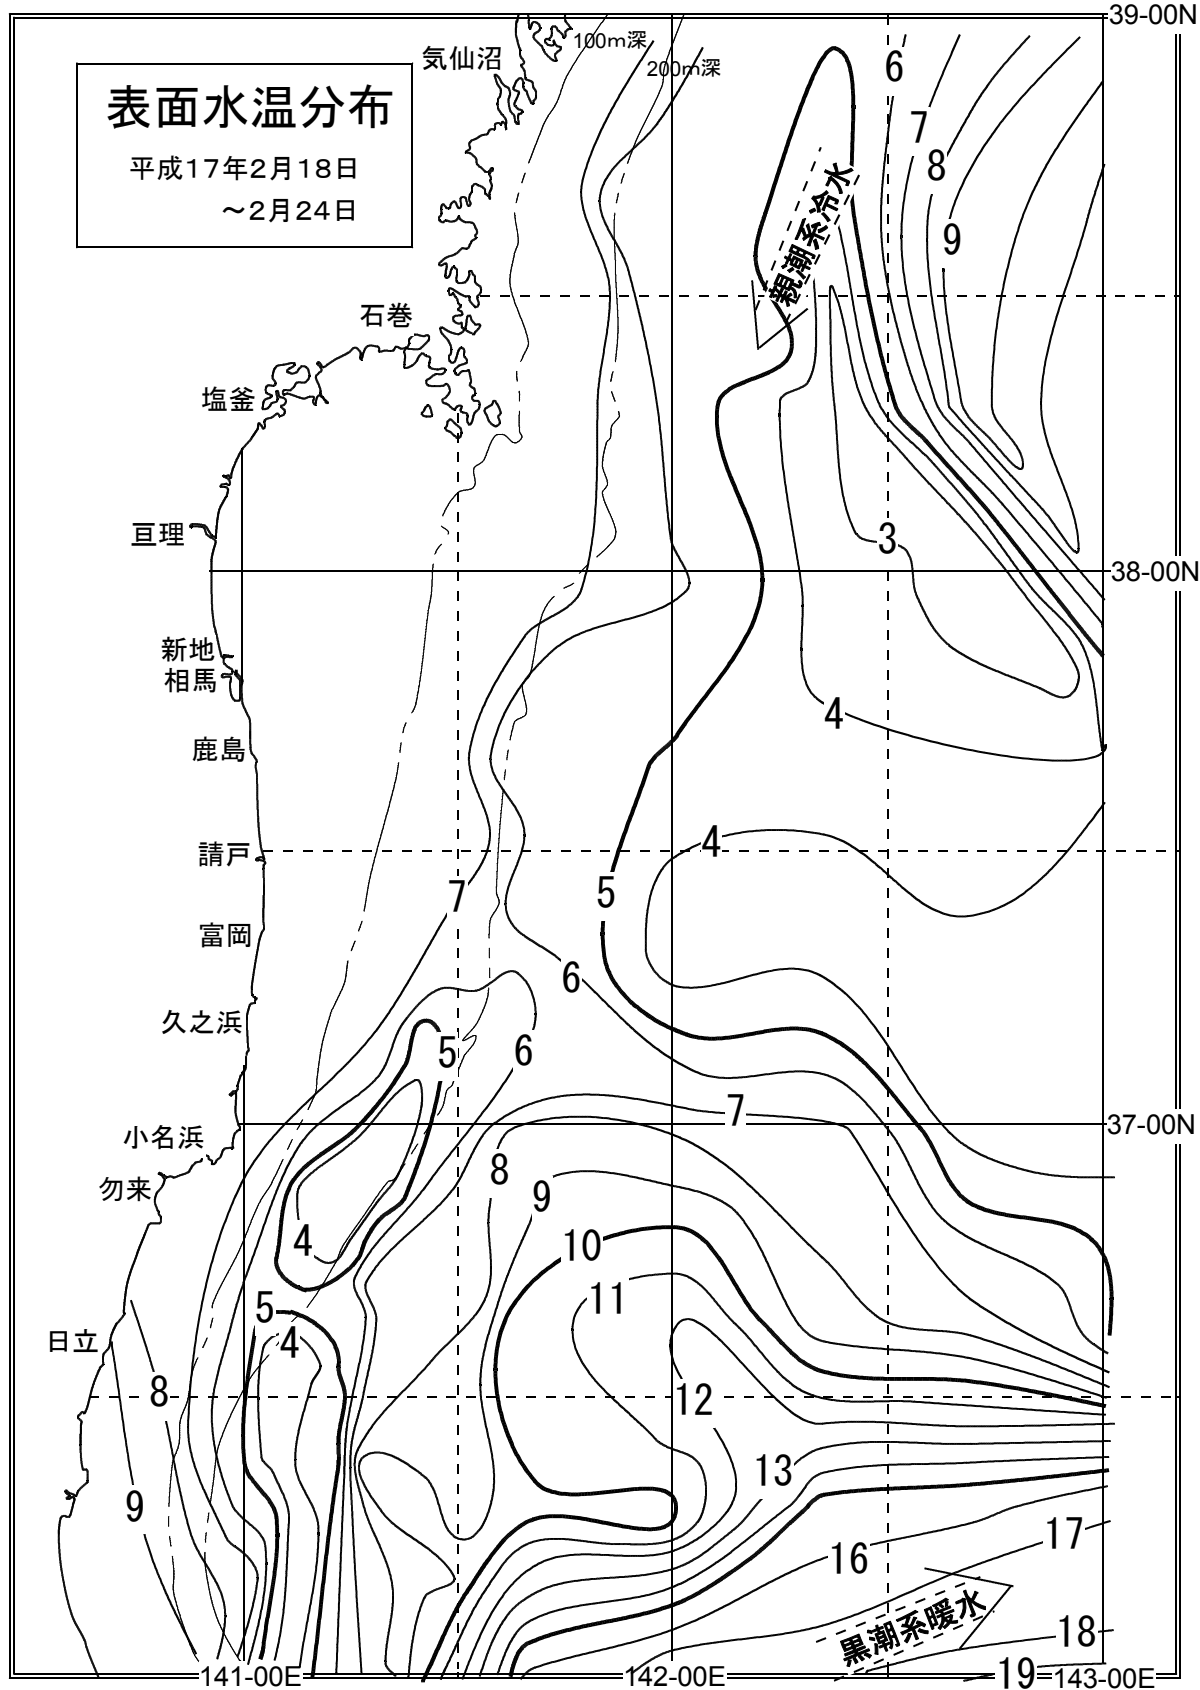 39-00N
気仙沼
100m深
200m深
表面水温分布
平成17年2月18日
～2月24日
6
7
8
9
親潮系冷水
石巻
塩釜
亘理
3
38-00N
新地
相馬
4
鹿島
請戸
4
7
5
富岡
6
久之浜
5
6
7
37-00N
小名浜
勿来
8
9
4
10
11
5
4
日立
8
12
13
9
17
16
黒潮系暖水
18
19
141-00E
142-00E
143-00E